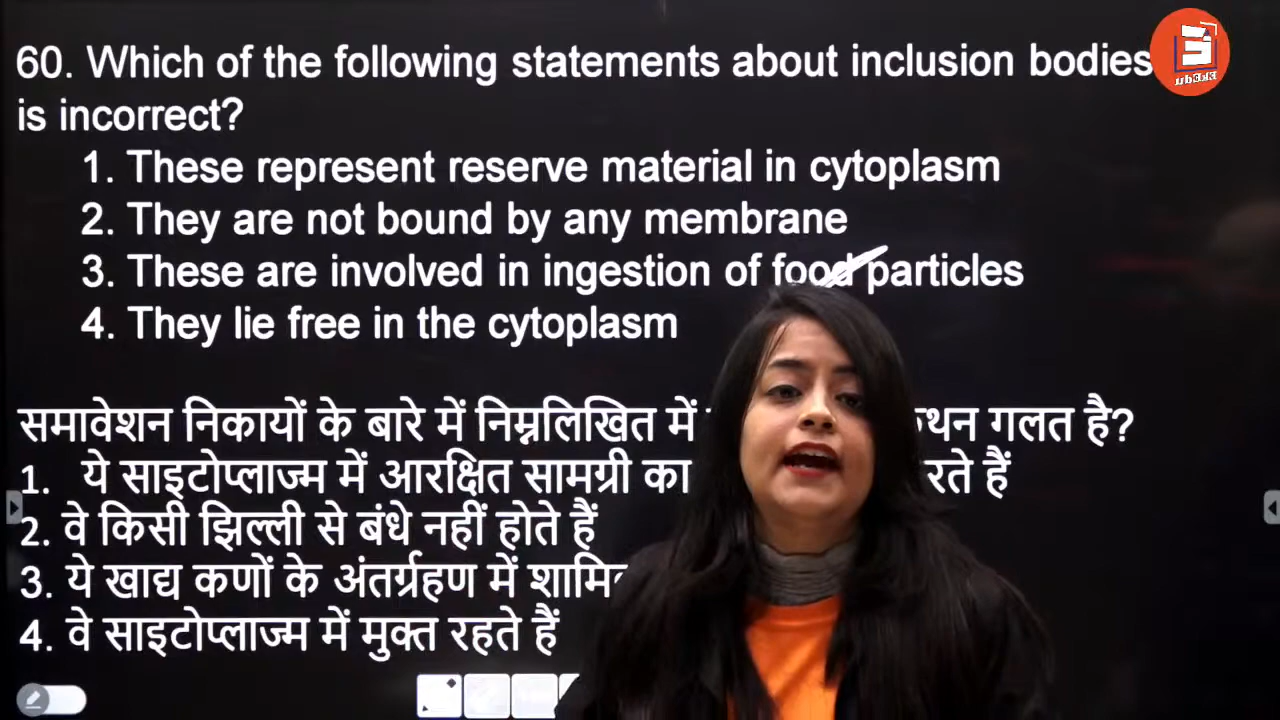 60. Which of the following statements about inclusion bodies
is incorrect?
1. These represent reserve material in cytoplasm
2. They are not bound by any membrane
3. These are involved in ingestion of food particles
4. They lie free in the cytoplasm
समावेशन निकायों के बारे में निम्नलिखित में गलत है?
1. ये साइटोप्लाज्म में आरक्षित सामग्री का हैं
2. वे किसी झिल्ली से बंधे नहीं होते हैं
3. ये खाद्य कणों के अंतर्ग्रहण में
4. वे साइटोप्लाज्म में मुक्त रहते हैं